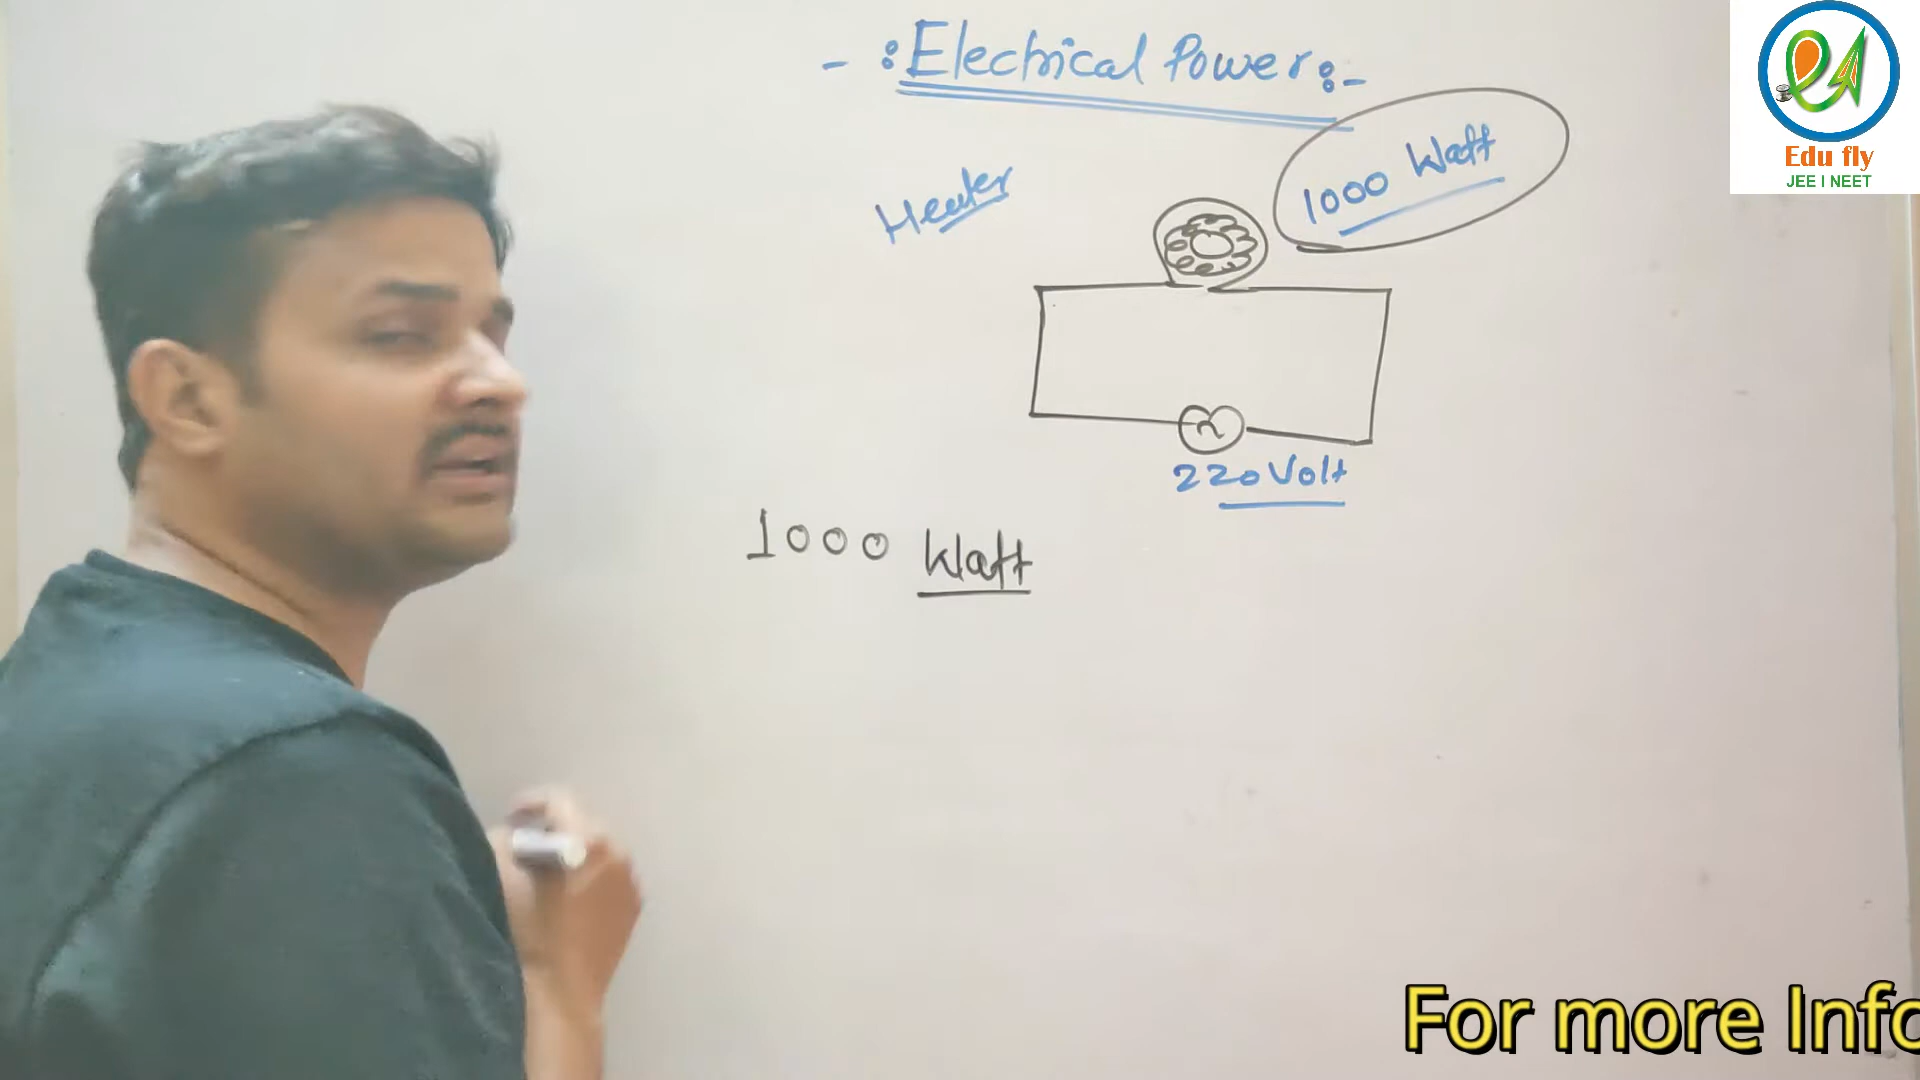 - : Electrical Power : -
Heater
1000 Watt
220 Volt
1000 Watt
Edu fly
JEE I NEET
For more Info